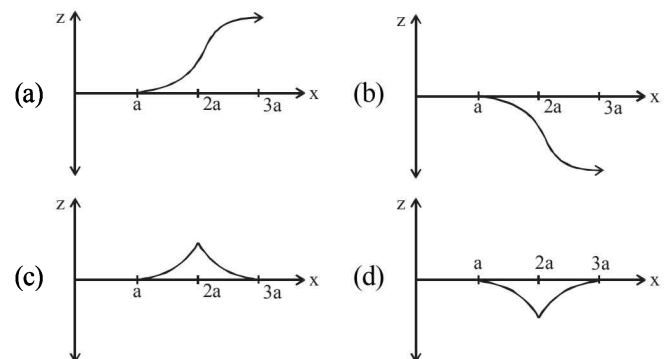 (a) z x a 2a 3a
(b) z x a 2a 3a
(c) z x a 2a 3a
(d) z x a 2a 3a